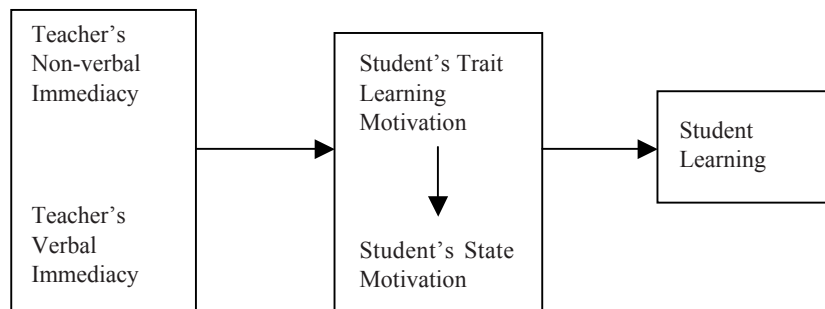 Teacher’s
Non-verbal
Immediacy
Teacher’s
Verbal
Immediacy
Student’s Trait
Learning
Motivation
Student’s State
Motivation
Student
Learning